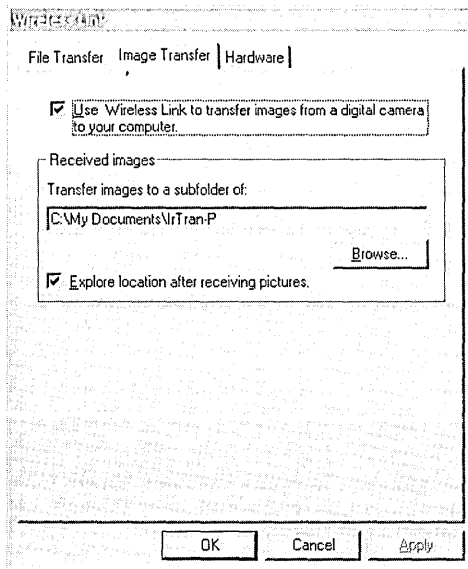 Wireless Link
File Transfer Image Transfer Hardware
Use Wireless Link to transfer images from a digital camera
to your computer.
Received images
Transfer images to a subfolder of:
C:\My Documents\IrTran-P
Browse...
Explore location after receiving pictures.
OK Cancel Apply